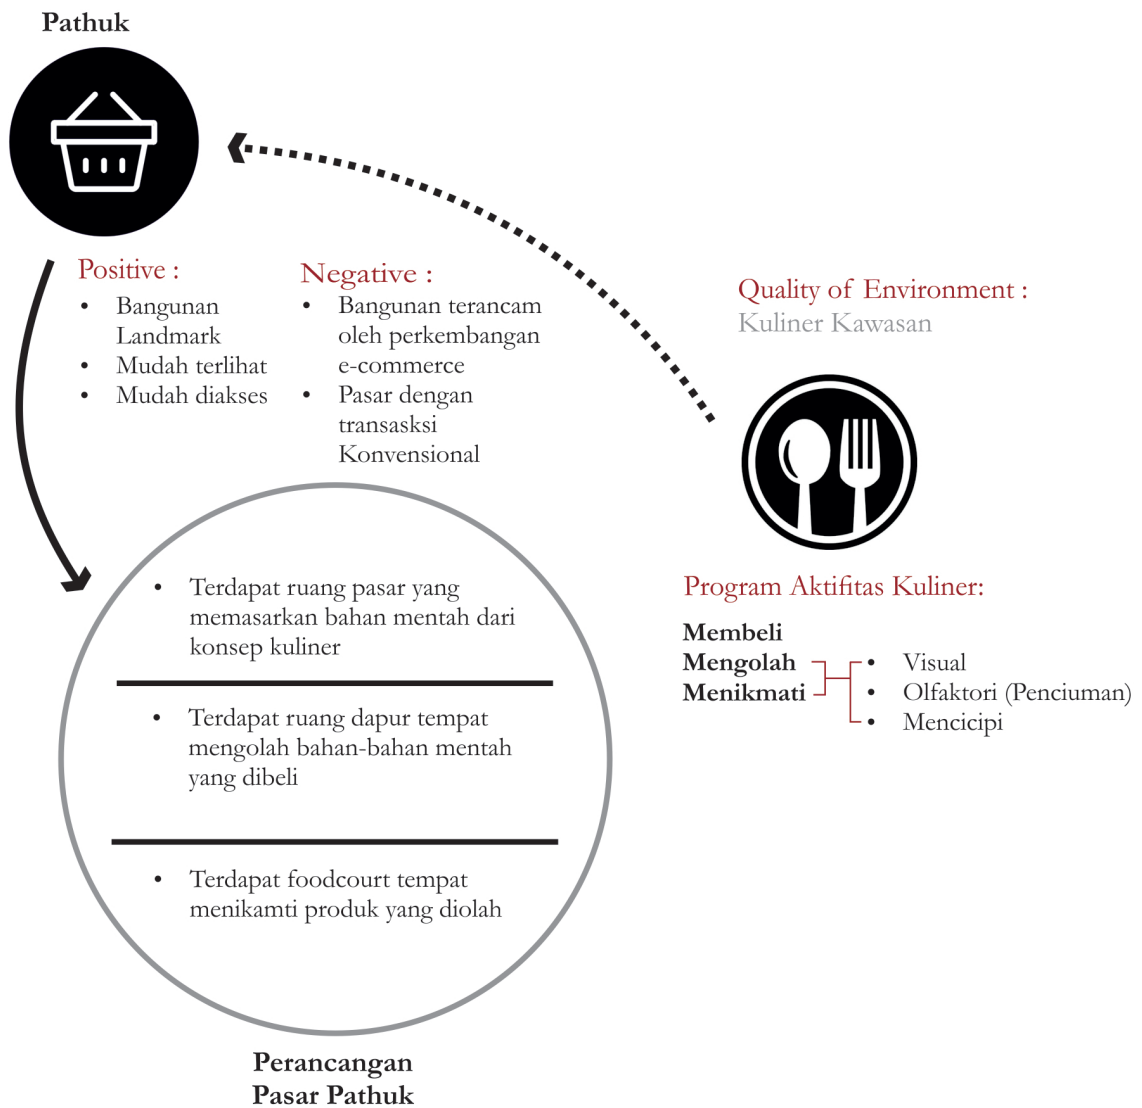 Pathuk
Positive :
• Bangunan
Landmark
• Mudah terlihat
• Mudah diakses
Negative :
• Bangunan terancam
oleh perkembangan
e-commerce
• Pasar dengan
transasksi
Konvensional
Quality of Environment :
Kuliner Kawasan
Program Aktifitas Kuliner:
Membeli
Mengolah
Menikmati
• Visual
• Olfaktori (Penciuman)
• Mencicipi
• Terdapat ruang pasar yang
memasarkan bahan mentah dari
konsep kuliner
• Terdapat ruang dapur tempat
mengolah bahan-bahan mentah
yang dibeli
• Terdapat foodcourt tempat
menikamti produk yang diolah
Perancangan
Pasar Pathuk